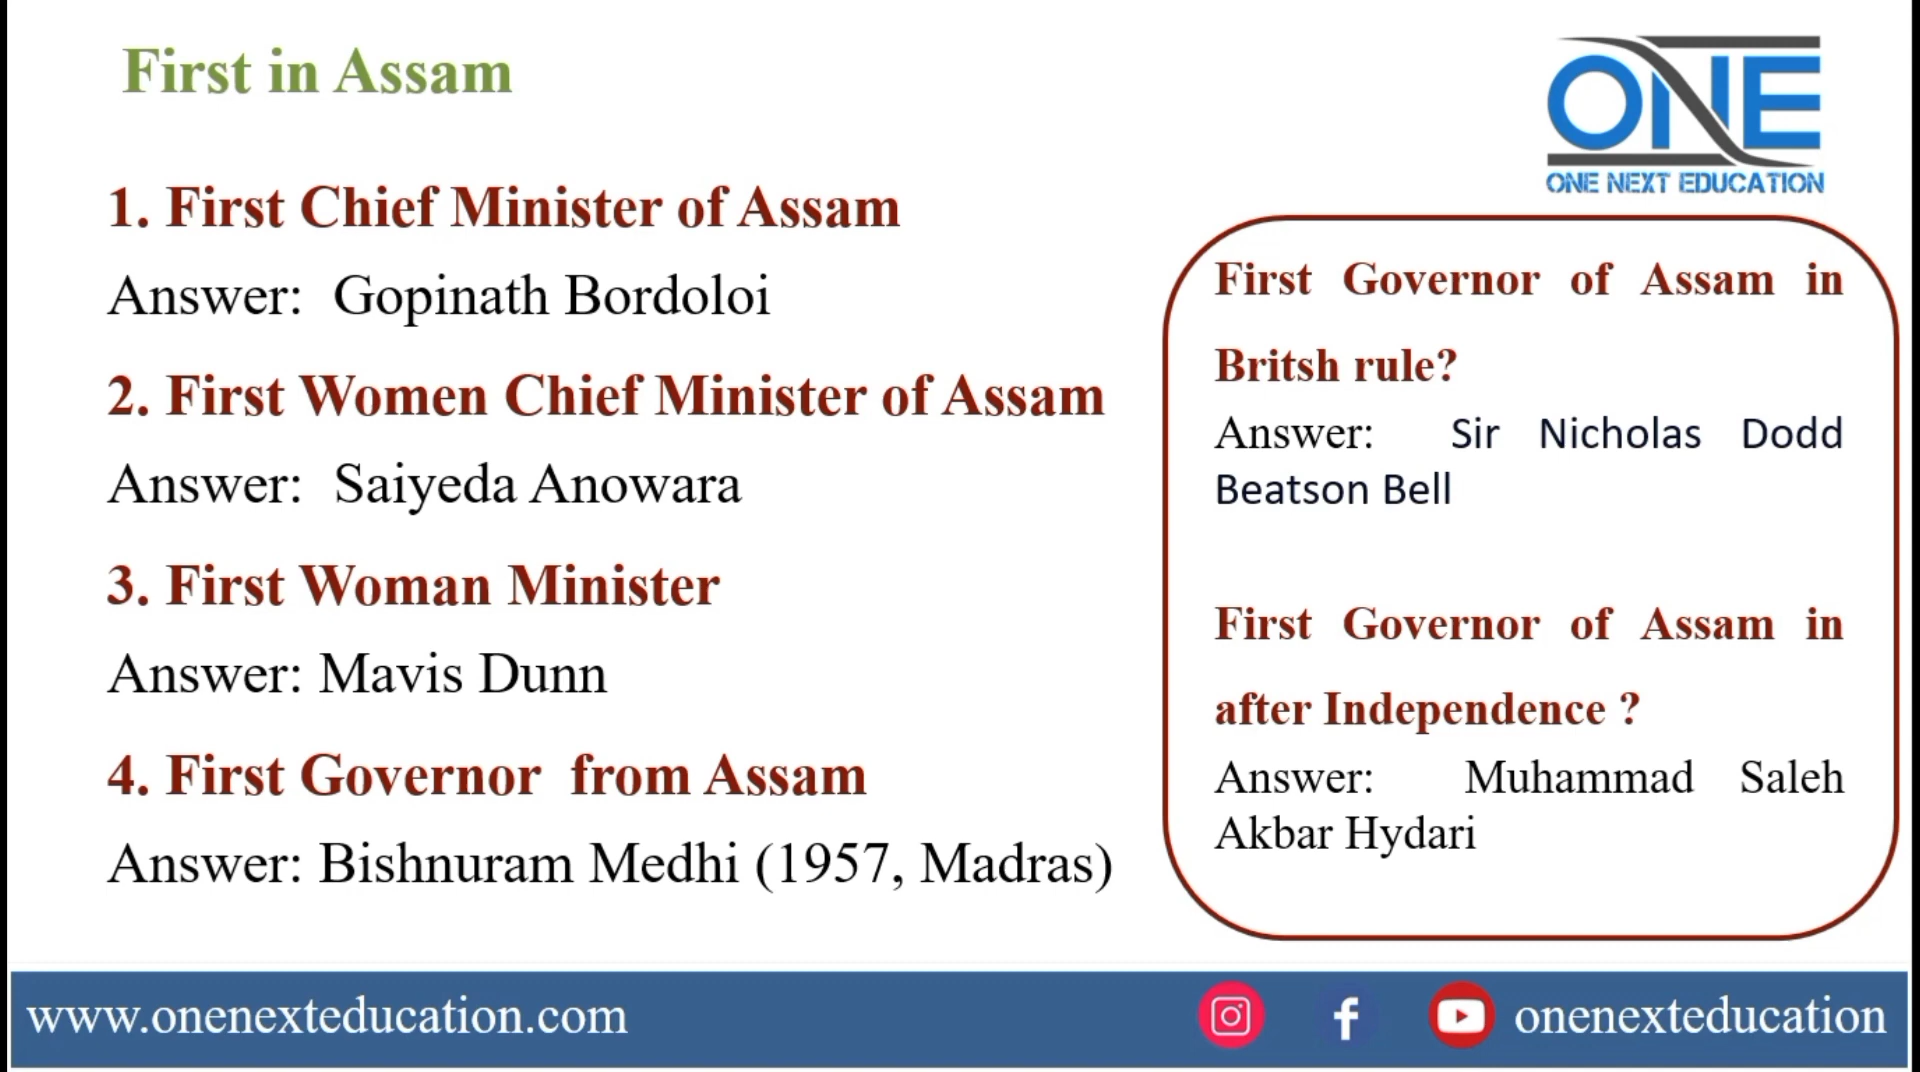 First in Assam
ONE
ONE NEXT EDUCATION
1. First Chief Minister of Assam
Answer: Gopinath Bordoloi
2. First Women Chief Minister of Assam
Answer: Saiyeda Anowara
3. First Woman Minister
Answer: Mavis Dunn
4. First Governor from Assam
Answer: Bishnuram Medhi (1957, Madras)
First Governor of Assam in
Britsh rule?
Answer: Sir Nicholas Dodd
Beatson Bell
First Governor of Assam in
after Independence ?
Answer: Muhammad Saleh
Akbar Hydari
www.onenexteducation.com
onenexteducation